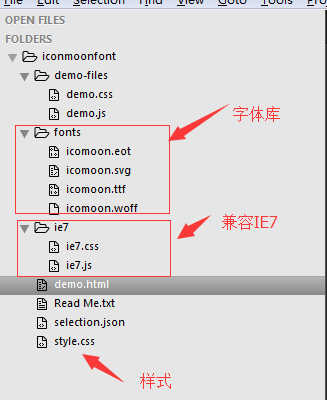 File Edit Selection Find View Goto Tools
OPEN FILES
FOLDERS
iconmoonfont
demo-files
demo.css
demo.js
字体库
fonts
icomoon.eot
icomoon.svg
icomoon.ttf
icomoon.woff
兼容IE7
ie7
ie7.css
ie7.js
demo.html
Read Me.txt
selection.json
style.css
样式